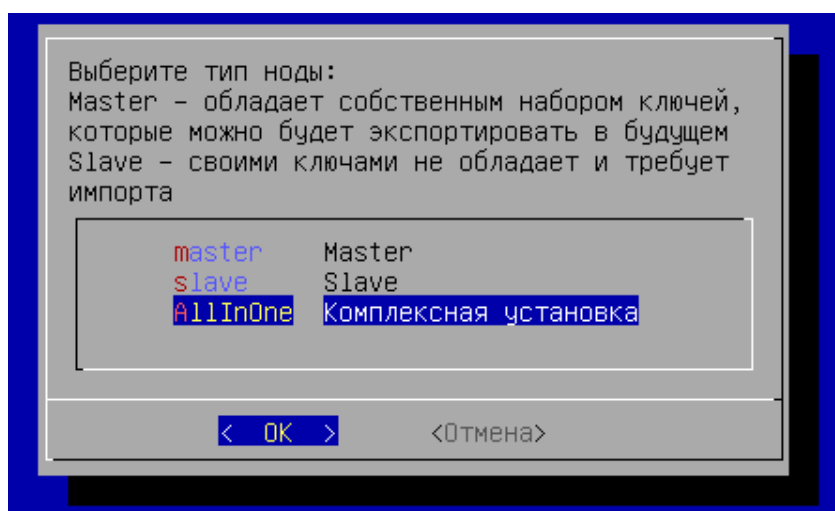 Выберите тип ноды:
Master – обладает собственным набором ключей,
которые можно будет экспортировать в будущем
Slave – своими ключами не обладает и требует
импорта
master Master
slave Slave
AllInOne Комплексная установка
< OK > <Отмена>